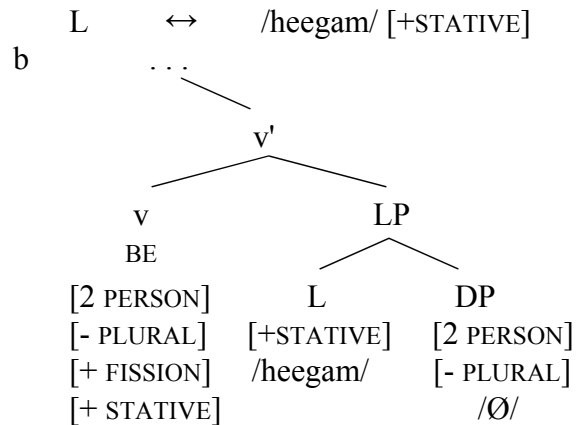 L ↔ /heegam/ [+STATIVE]
b . . .
v'
v LP
BE
[2 PERSON] L DP
[- PLURAL] [+STATIVE] [2 PERSON]
[+ FISSION] /heegam/ [- PLURAL]
[+ STATIVE] /Ø/